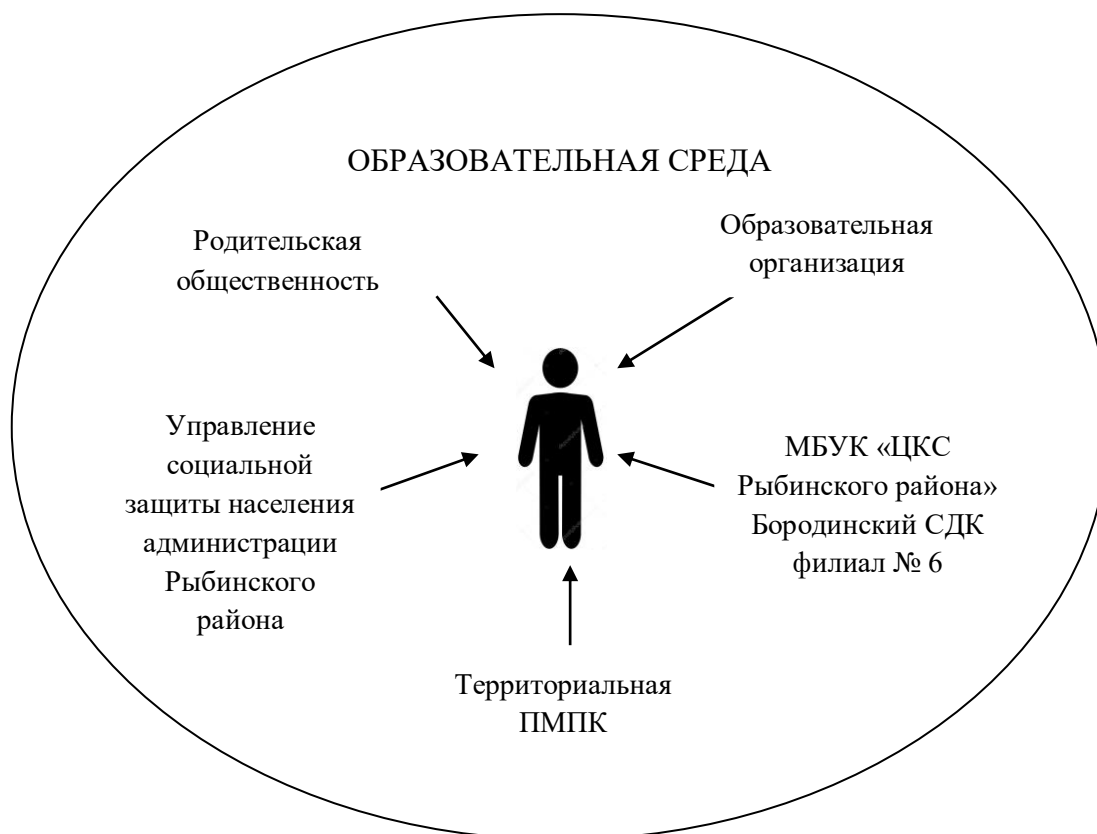 ОБРАЗОВАТЕЛЬНАЯ СРЕДА
Родительская
общественность
Образовательная
организация
Управление
социальной
защиты населения
администрации
Рыбинского
района
МБУК «ЦКС
Рыбинского района»
Бородинский СДК
филиал № 6
Территориальная
ПМПК